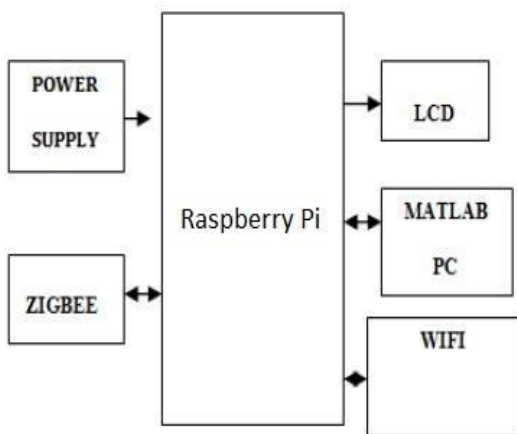 POWER
SUPPLY
ZIGBEE
Raspberry Pi
LCD
MATLAB
PC
WIFI